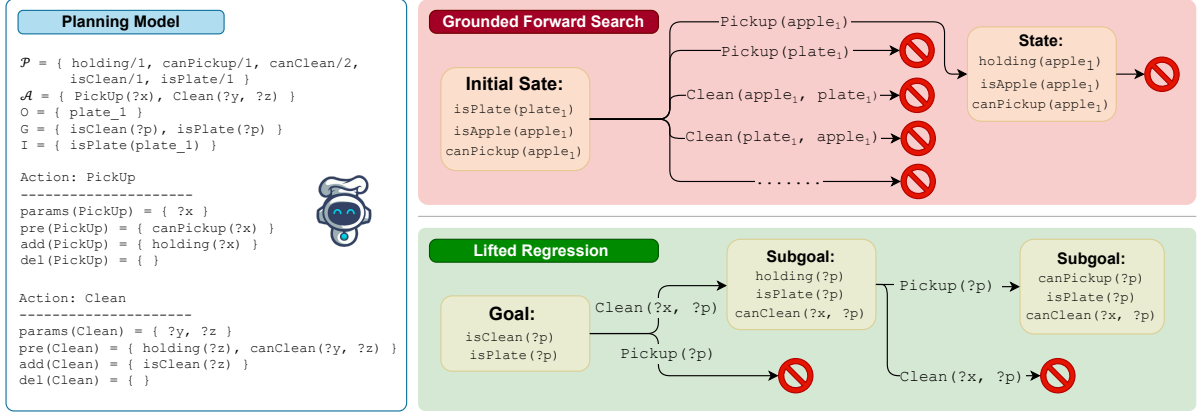 Planning Model
𝒫 = { holding/1, canPickup/1, canClean/2,
isClean/1, isPlate/1 }
𝒜 = { PickUp(?x), Clean(?y, ?z) }
O = { plate_1 }
G = { isClean(?p), isPlate(?p) }
I = { isPlate(plate_1) }
Action: PickUp
---------------------
params(PickUp) = { ?x }
pre(PickUp) = { canPickup(?x) }
add(PickUp) = { holding(?x) }
del(PickUp) = { }
Action: Clean
---------------------
params(Clean) = { ?y, ?z }
pre(Clean) = { holding(?z), canClean(?y, ?z) }
add(Clean) = { isClean(?z) }
del(Clean) = { }
Grounded Forward Search
Initial Sate:
isPlate(plate₁)
isApple(apple₁)
canPickup(apple₁)
Pickup(apple₁)
Pickup(plate₁)
Clean(apple₁, plate₁)
Clean(plate₁, apple₁)
.......
State:
holding(apple₁)
isApple(apple₁)
canPickup(apple₁)
Lifted Regression
Goal:
isClean(?p)
isPlate(?p)
Clean(?x, ?p)
Pickup(?p)
Subgoal:
holding(?p)
isPlate(?p)
canClean(?x, ?p)
Pickup(?p)
Clean(?x, ?p)
Subgoal:
canPickup(?p)
isPlate(?p)
canClean(?x, ?p)